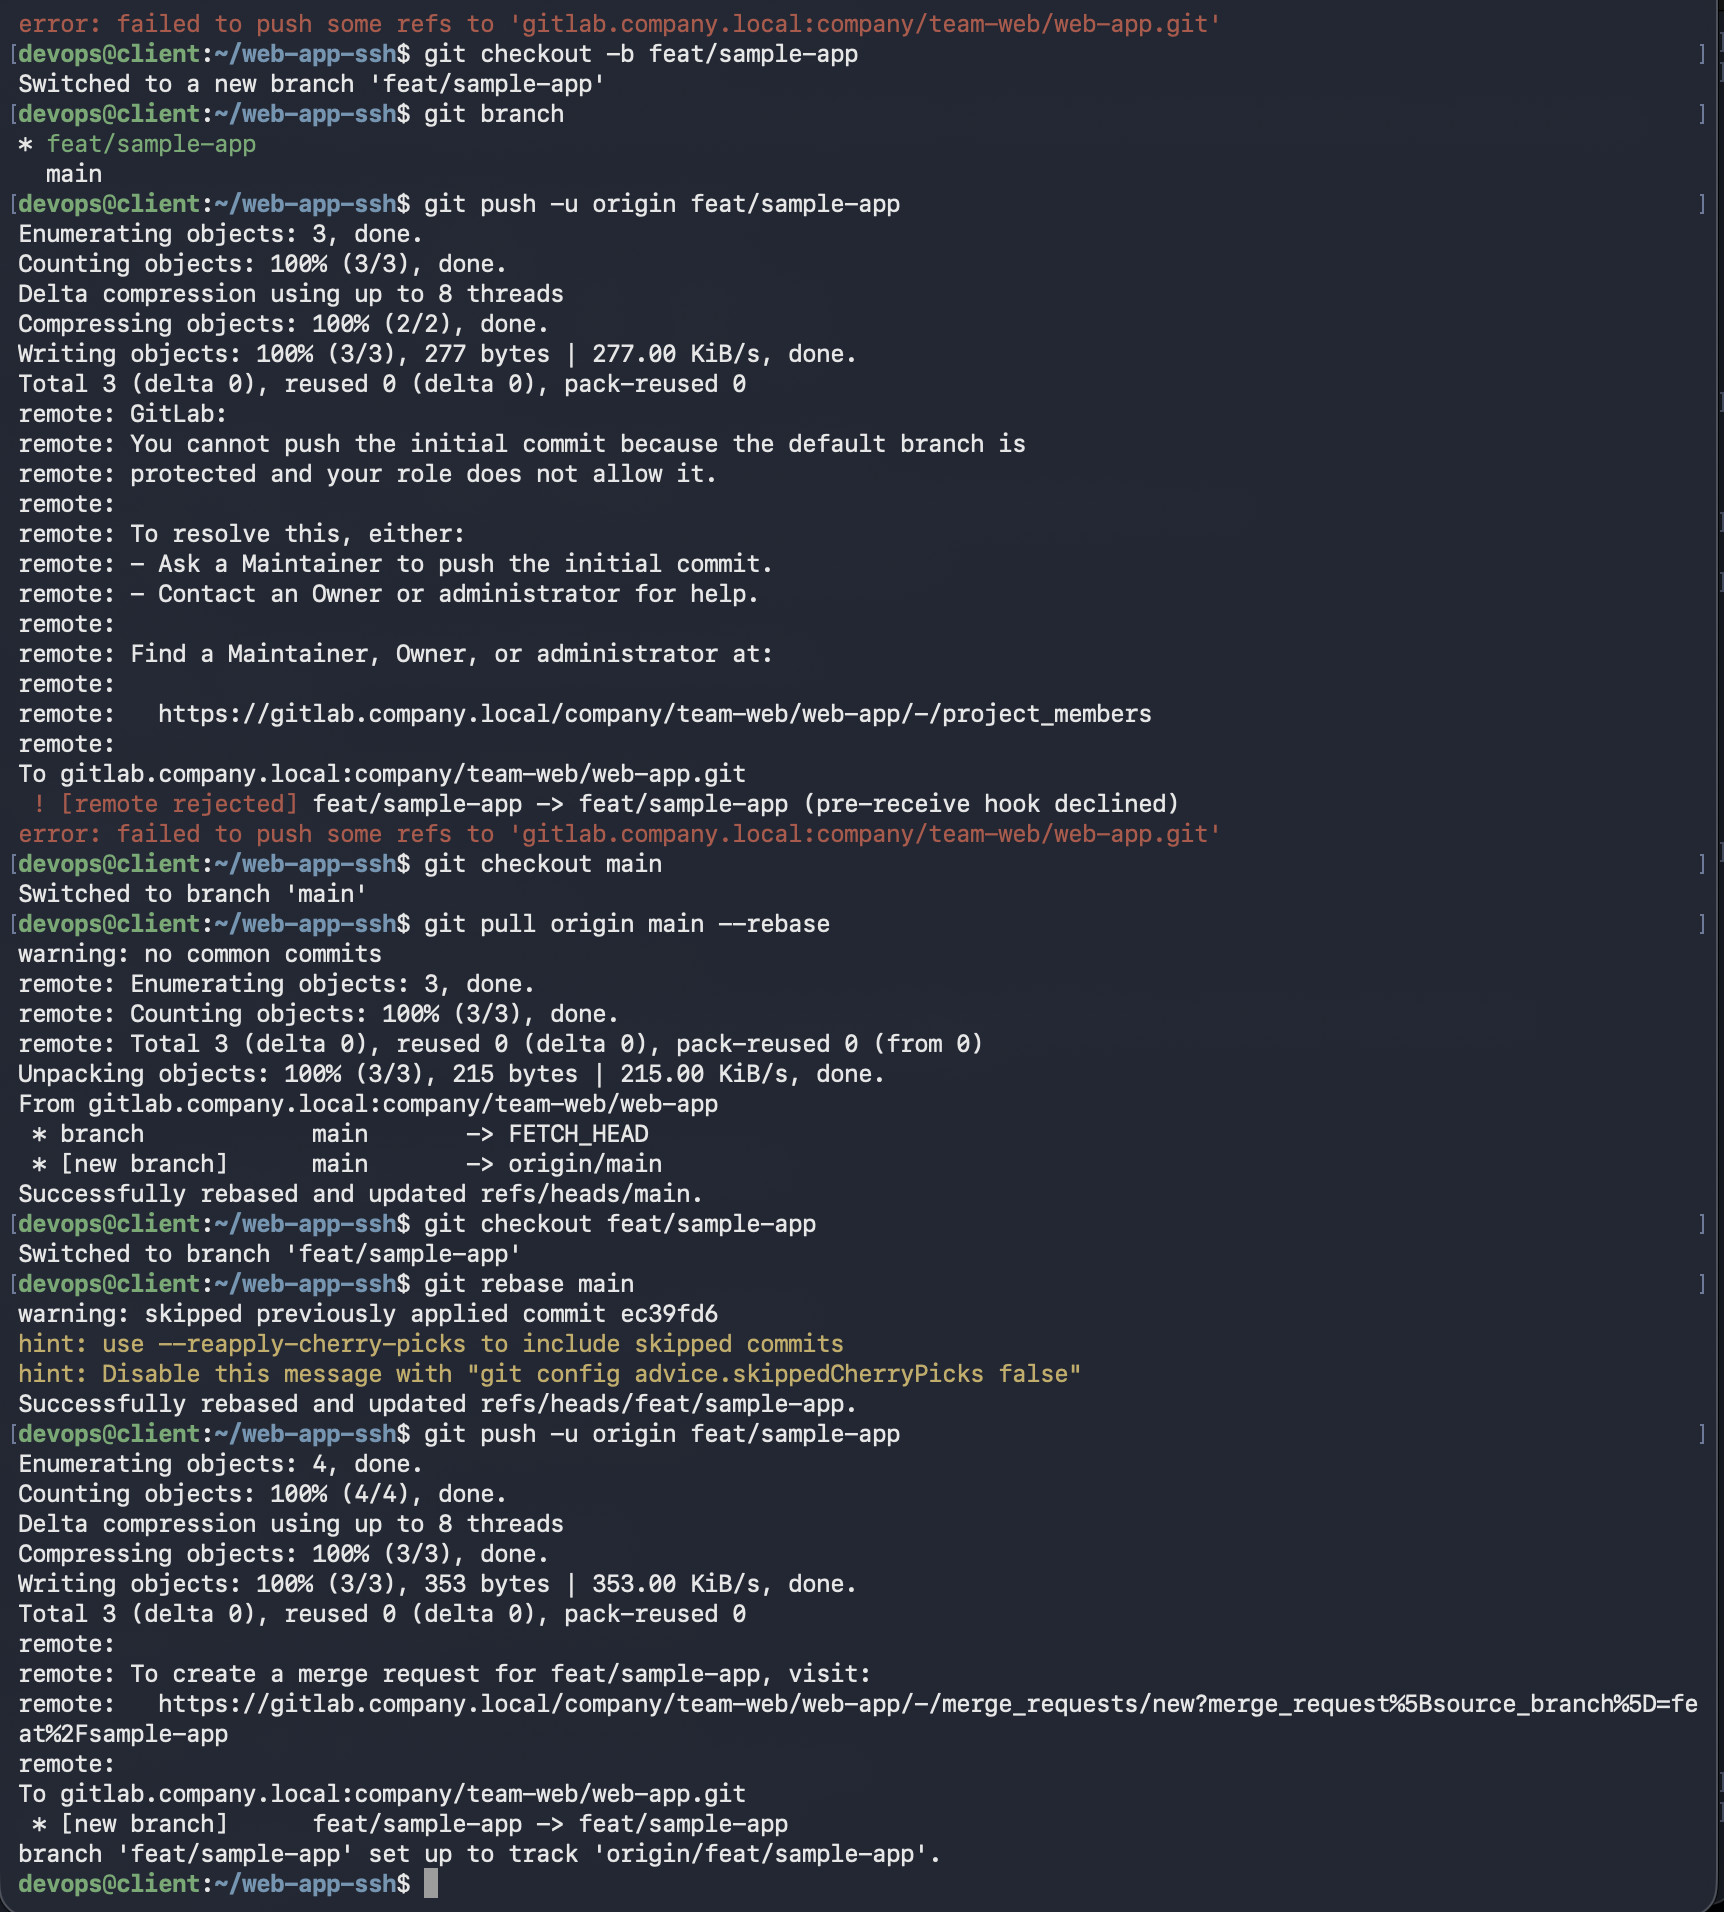 error: failed to push some refs to 'gitlab.company.local:company/team-web/web-app.git'
[devops@client:~/web-app-ssh$ git checkout -b feat/sample-app ]
Switched to a new branch 'feat/sample-app'
[devops@client:~/web-app-ssh$ git branch ]
* feat/sample-app
  main
[devops@client:~/web-app-ssh$ git push -u origin feat/sample-app ]
Enumerating objects: 3, done.
Counting objects: 100% (3/3), done.
Delta compression using up to 8 threads
Compressing objects: 100% (2/2), done.
Writing objects: 100% (3/3), 277 bytes | 277.00 KiB/s, done.
Total 3 (delta 0), reused 0 (delta 0), pack-reused 0
remote: GitLab:
remote: You cannot push the initial commit because the default branch is
remote: protected and your role does not allow it.
remote:
remote: To resolve this, either:
remote: - Ask a Maintainer to push the initial commit.
remote: - Contact an Owner or administrator for help.
remote:
remote: Find a Maintainer, Owner, or administrator at:
remote:
remote:   https://gitlab.company.local/company/team-web/web-app/-/project_members
remote:
To gitlab.company.local:company/team-web/web-app.git
 ! [remote rejected] feat/sample-app -> feat/sample-app (pre-receive hook declined)
error: failed to push some refs to 'gitlab.company.local:company/team-web/web-app.git'
[devops@client:~/web-app-ssh$ git checkout main ]
Switched to branch 'main'
[devops@client:~/web-app-ssh$ git pull origin main --rebase ]
warning: no common commits
remote: Enumerating objects: 3, done.
remote: Counting objects: 100% (3/3), done.
remote: Total 3 (delta 0), reused 0 (delta 0), pack-reused 0 (from 0)
Unpacking objects: 100% (3/3), 215 bytes | 215.00 KiB/s, done.
From gitlab.company.local:company/team-web/web-app
 * branch            main       -> FETCH_HEAD
 * [new branch]      main       -> origin/main
Successfully rebased and updated refs/heads/main.
[devops@client:~/web-app-ssh$ git checkout feat/sample-app ]
Switched to branch 'feat/sample-app'
[devops@client:~/web-app-ssh$ git rebase main ]
warning: skipped previously applied commit ec39fd6
hint: use --reapply-cherry-picks to include skipped commits
hint: Disable this message with "git config advice.skippedCherryPicks false"
Successfully rebased and updated refs/heads/feat/sample-app.
[devops@client:~/web-app-ssh$ git push -u origin feat/sample-app ]
Enumerating objects: 4, done.
Counting objects: 100% (4/4), done.
Delta compression using up to 8 threads
Compressing objects: 100% (3/3), done.
Writing objects: 100% (3/3), 353 bytes | 353.00 KiB/s, done.
Total 3 (delta 0), reused 0 (delta 0), pack-reused 0
remote:
remote: To create a merge request for feat/sample-app, visit:
remote:   https://gitlab.company.local/company/team-web/web-app/-/merge_requests/new?merge_request%5Bsource_branch%5D=fe
at%2Fsample-app
remote:
To gitlab.company.local:company/team-web/web-app.git
 * [new branch]      feat/sample-app -> feat/sample-app
branch 'feat/sample-app' set up to track 'origin/feat/sample-app'.
devops@client:~/web-app-ssh$